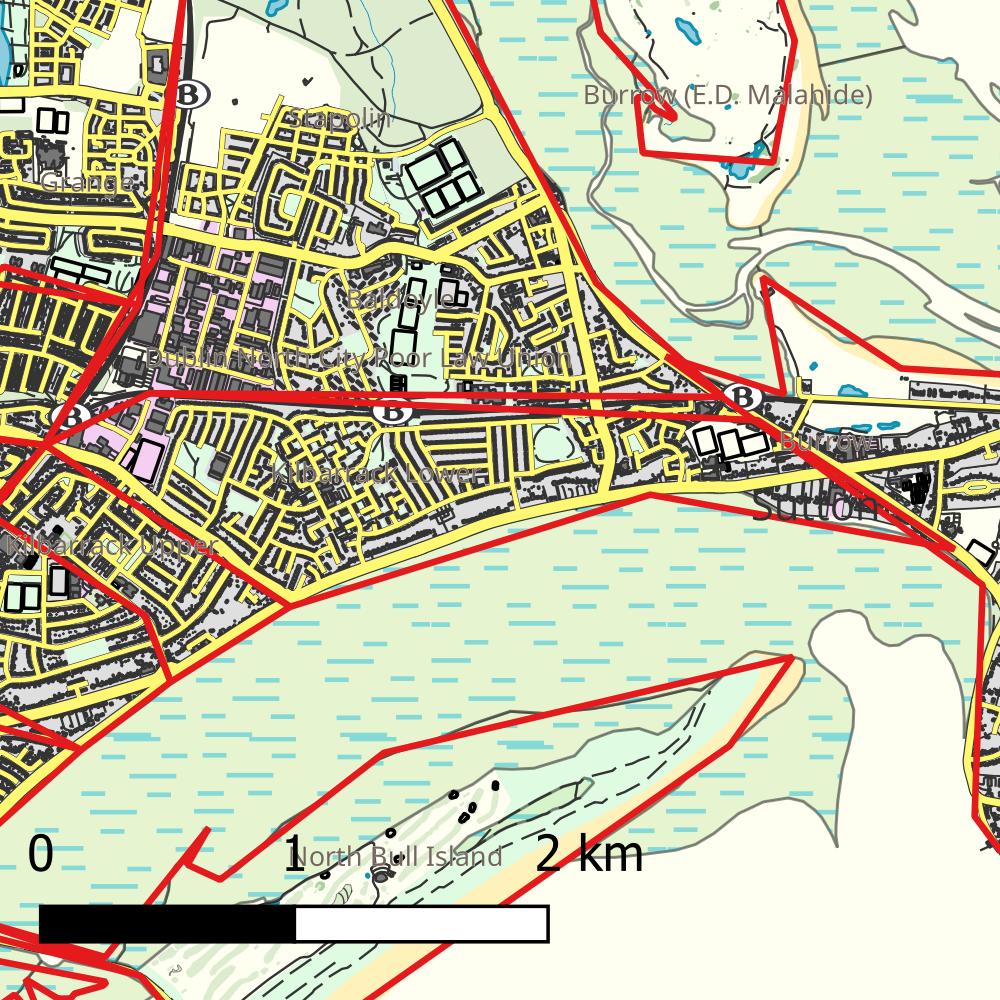 B
Burrow (E.D. Malahide)
Stapolin
Grange
Baldoyle
Dublin North City Poor Law Union
B
B
B
Burrow
Kilbarrack Lower
Sutton
Kilbarrack Upper
0 1 2 km
North Bull Island